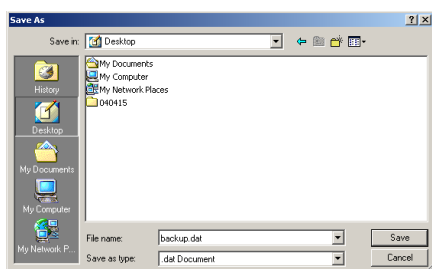 Save As
Save in: Desktop
History
Desktop
My Documents
My Computer
My Network P...
My Documents
My Computer
My Network Places
040415
File name: backup.dat
Save as type: .dat Document
Save
Cancel